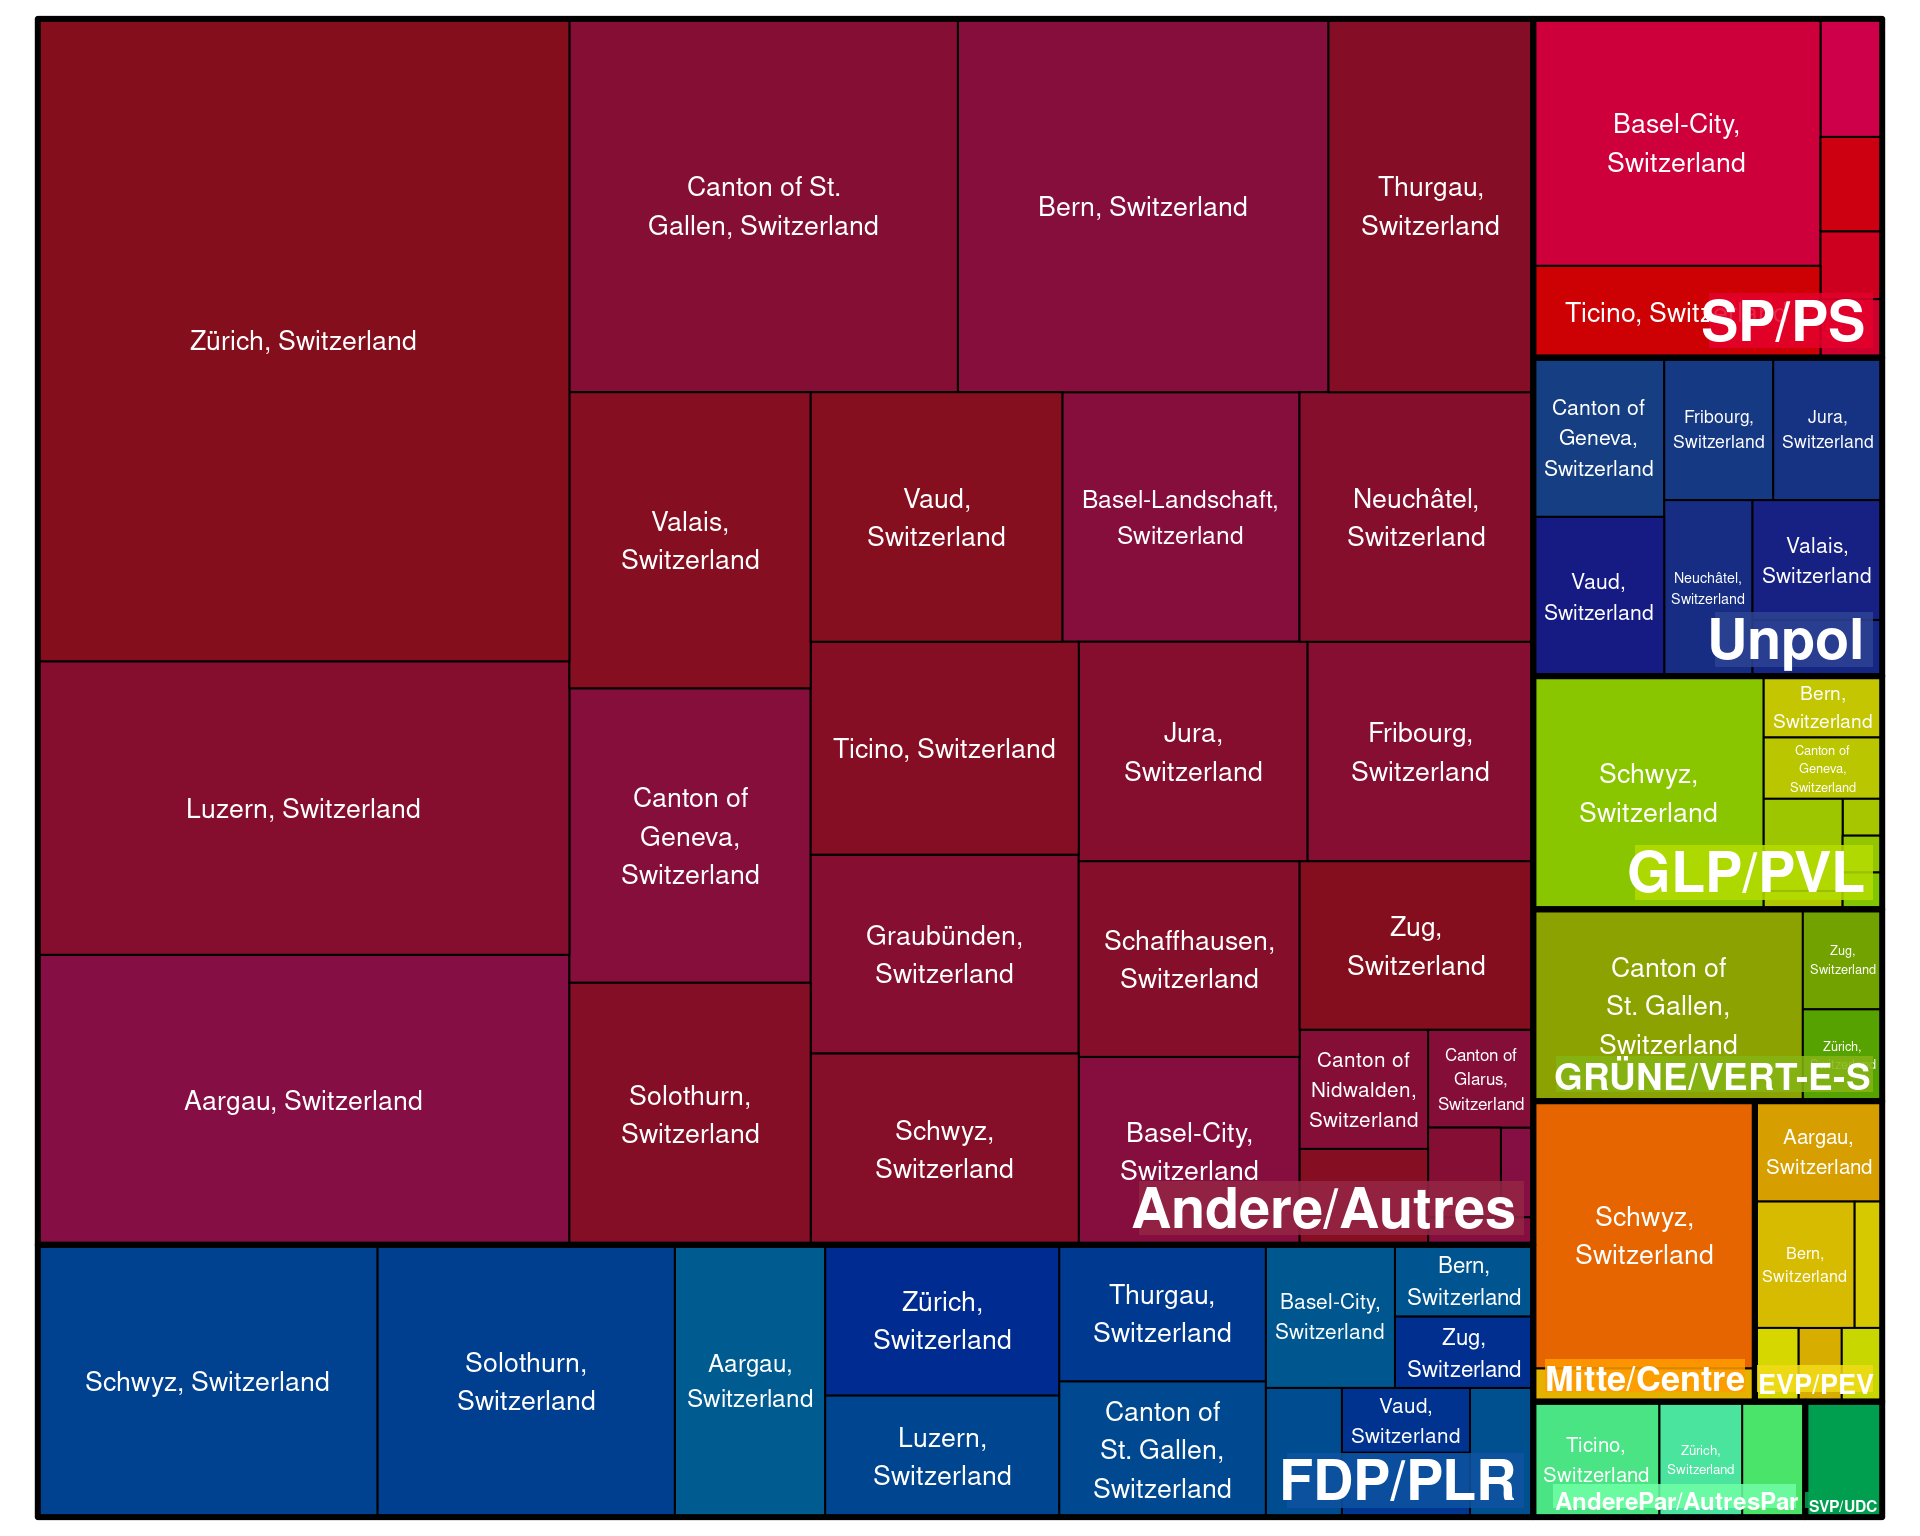 Zürich, Switzerland
Luzern, Switzerland
Aargau, Switzerland
Canton of St.
Gallen, Switzerland
Bern, Switzerland
Thurgau,
Switzerland
Valais,
Switzerland
Vaud,
Switzerland
Basel-Landschaft,
Switzerland
Neuchâtel,
Switzerland
Canton of
Geneva,
Switzerland
Solothurn,
Switzerland
Ticino, Switzerland
Jura,
Switzerland
Fribourg,
Switzerland
Graubünden,
Switzerland
Schaffhausen,
Switzerland
Zug,
Switzerland
Schwyz,
Switzerland
Basel-City,
Switzerland
Canton of
Nidwalden,
Switzerland
Canton of
Glarus,
Switzerland
Andere/Autres
Schwyz, Switzerland
Solothurn,
Switzerland
Aargau,
Switzerland
Zürich,
Switzerland
Luzern,
Switzerland
Thurgau,
Switzerland
Canton of
St. Gallen,
Switzerland
Basel-City,
Switzerland
Bern,
Switzerland
Zug,
Switzerland
Vaud,
Switzerland
FDP/PLR
Basel-City,
Switzerland
Ticino, Switzerland
SP/PS
Canton of
Geneva,
Switzerland
Fribourg,
Switzerland
Jura,
Switzerland
Vaud,
Switzerland
Neuchâtel,
Switzerland
Valais,
Switzerland
Unpol
Schwyz,
Switzerland
Bern,
Switzerland
Canton of
Geneva,
Switzerland
GLP/PVL
Canton of
St. Gallen,
Switzerland
Zug,
Switzerland
Zürich,
Switzerland
GRÜNE/VERT-E-S
Schwyz,
Switzerland
Mitte/Centre
Aargau,
Switzerland
Bern,
Switzerland
EVP/PEV
Ticino,
Switzerland
Zürich,
Switzerland
AnderePar/AutresPar
SVP/UDC